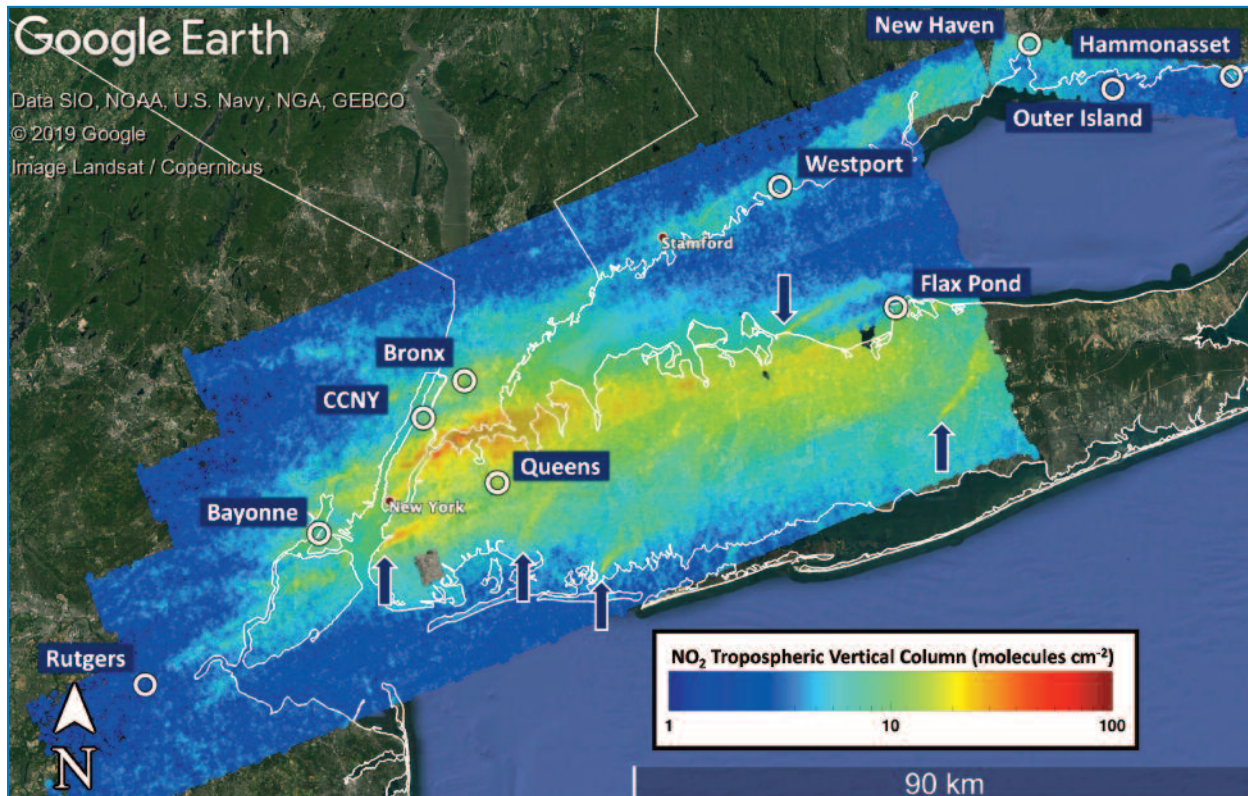 Google Earth
Data SIO, NOAA, U.S. Navy, NGA, GEBCO
© 2019 Google
Image Landsat / Copernicus
New Haven
Hammonasset
Outer Island
Westport
Stamford
Flax Pond
Bronx
CCNY
Queens
New York
Bayonne
Rutgers
N
NO₂ Tropospheric Vertical Column (molecules cm⁻²)
1 10 100
90 km